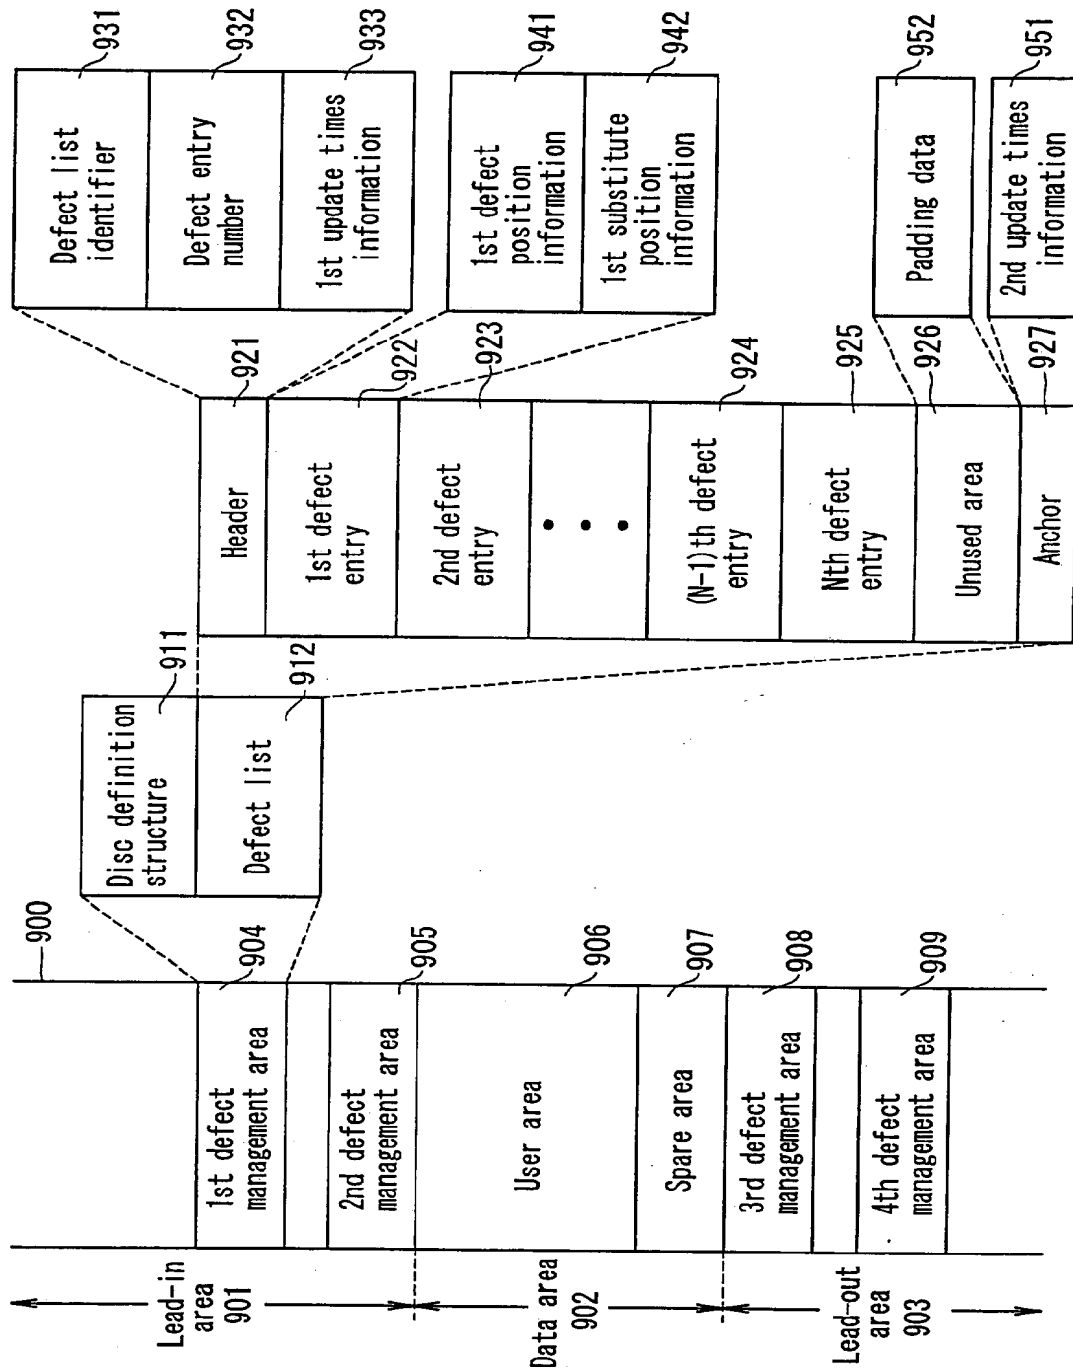 900
Lead-in
area
901
Data area
902
Lead-out
area
903
1st defect
management area
904
2nd defect
management area
905
User area
906
Spare area
907
3rd defect
management area
908
4th defect
management area
909
Disc definition
structure
911
Defect list
912
Header
921
1st defect
entry
922
2nd defect
entry
923
(N-1)th defect
entry
924
Nth defect
entry
925
Unused area
926
Anchor
927
Defect list
identifier
931
Defect entry
number
932
1st update times
information
933
1st defect
position
information
941
1st substitute
position
information
942
Padding data
952
2nd update times
information
951